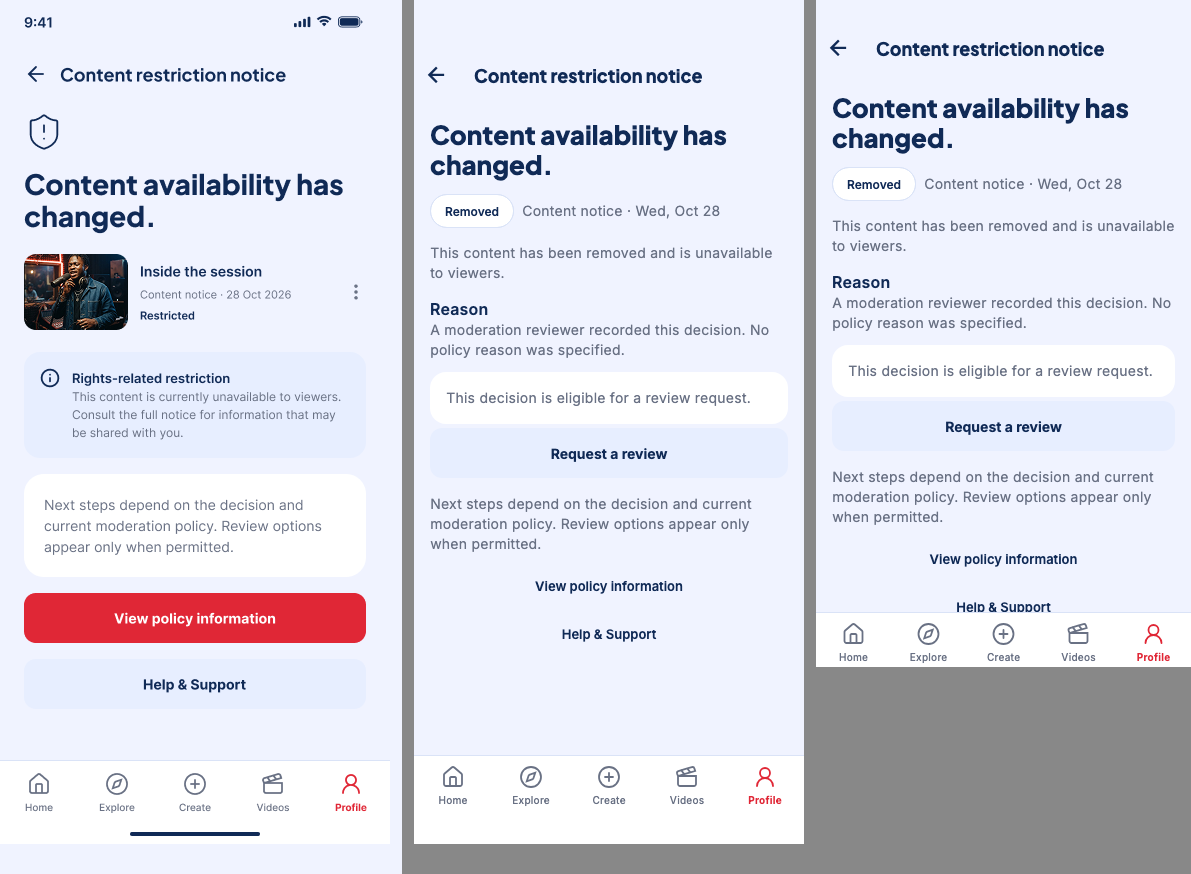 9:41
Content restriction notice
Content availability has
changed.
Inside the session
Content notice · 28 Oct 2026
Restricted
Rights-related restriction
This content is currently unavailable to viewers.
Consult the full notice for information that may
be shared with you.
Next steps depend on the decision and
current moderation policy. Review options
appear only when permitted.
View policy information
Help & Support
Home
Explore
Create
Videos
Profile
Content restriction notice
Content availability has
changed.
Removed
Content notice · Wed, Oct 28
This content has been removed and is unavailable
to viewers.
Reason
A moderation reviewer recorded this decision. No
policy reason was specified.
This decision is eligible for a review request.
Request a review
Next steps depend on the decision and current
moderation policy. Review options appear only
when permitted.
View policy information
Help & Support
Home
Explore
Create
Videos
Profile
Content restriction notice
Content availability has
changed.
Removed
Content notice · Wed, Oct 28
This content has been removed and is unavailable
to viewers.
Reason
A moderation reviewer recorded this decision. No
policy reason was specified.
This decision is eligible for a review request.
Request a review
Next steps depend on the decision and current
moderation policy. Review options appear only
when permitted.
View policy information
Help & Support
Home
Explore
Create
Videos
Profile